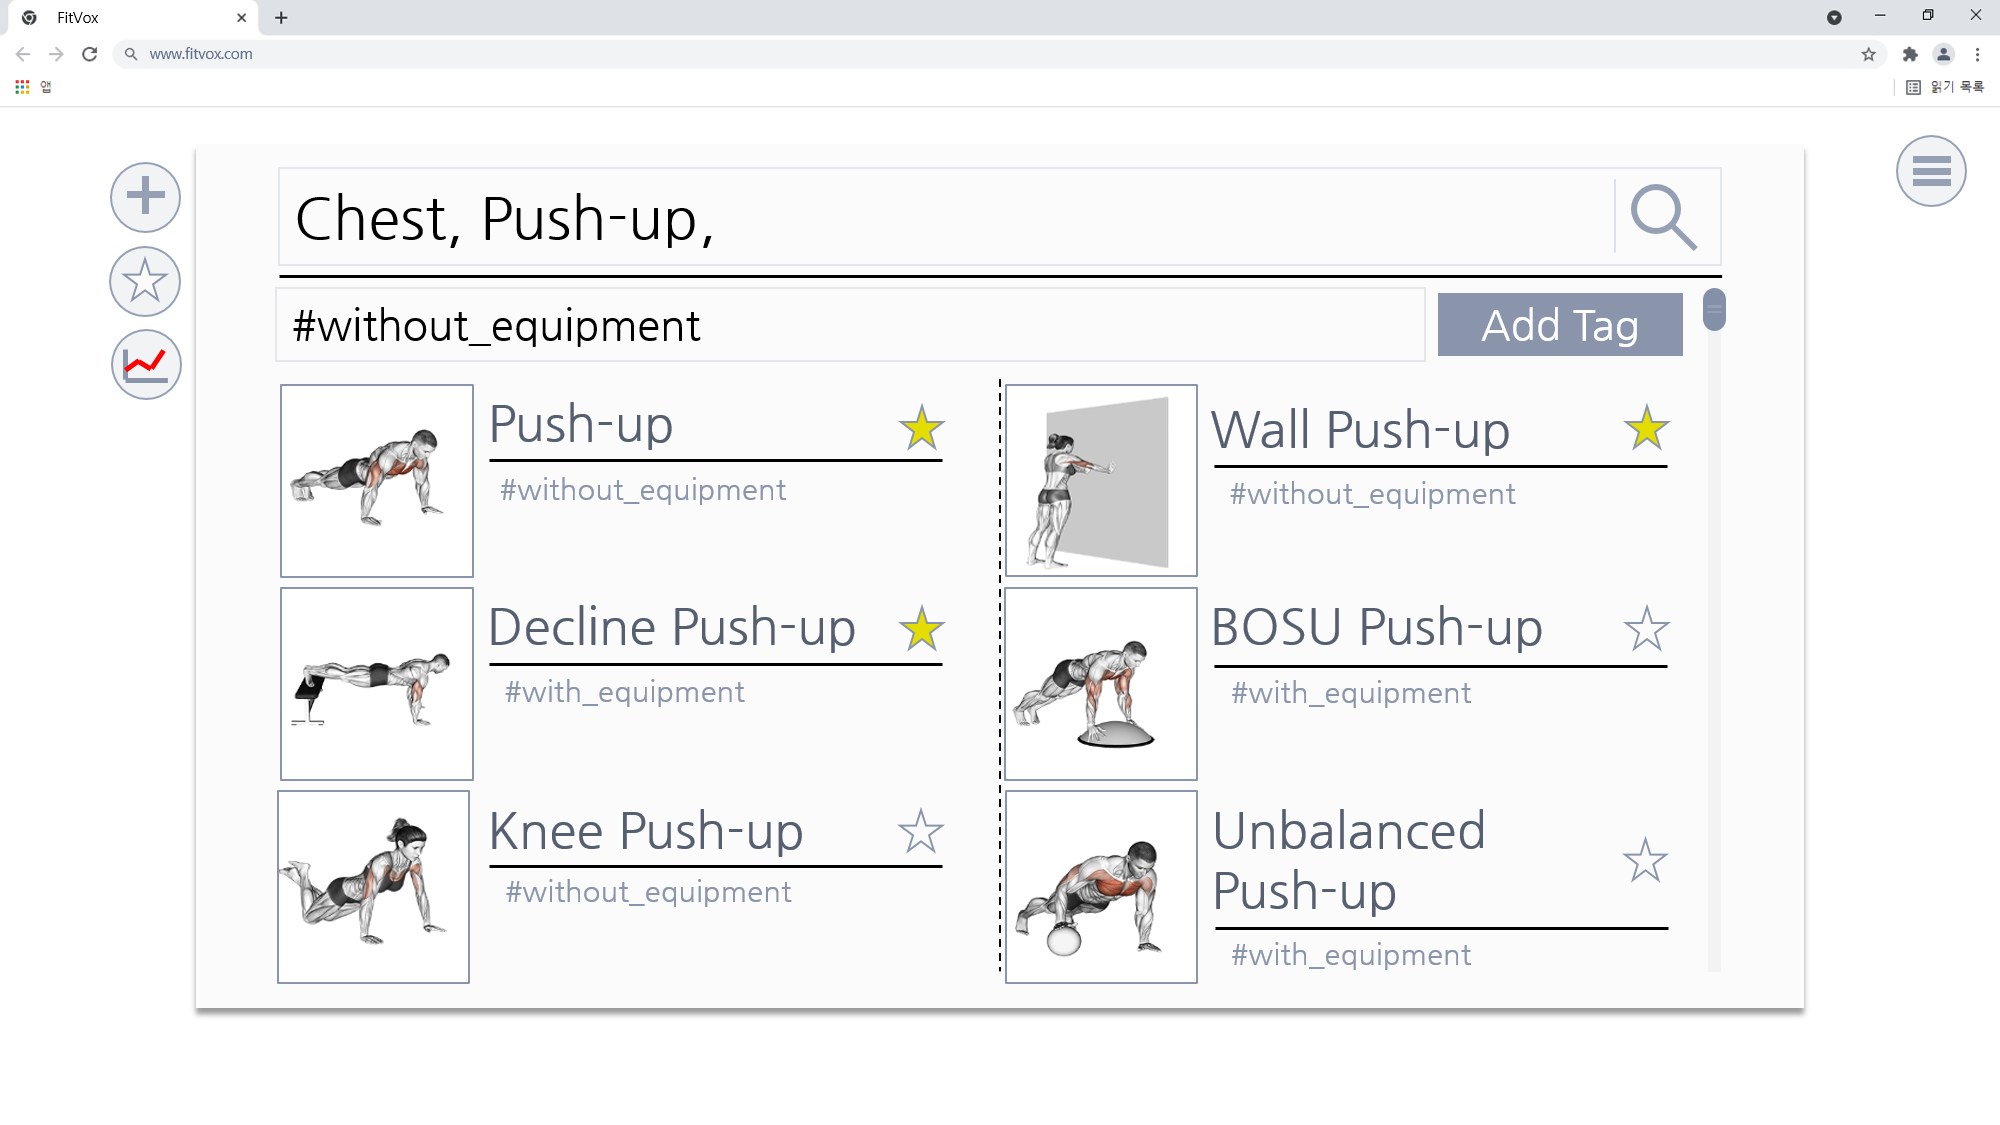 FitVox
www.fitvox.com
앱
읽기 목록
Chest, Push-up,
#without_equipment
Add Tag
Push-up
#without_equipment
Wall Push-up
#without_equipment
Decline Push-up
#with_equipment
BOSU Push-up
#with_equipment
Knee Push-up
#without_equipment
Unbalanced
Push-up
#with_equipment